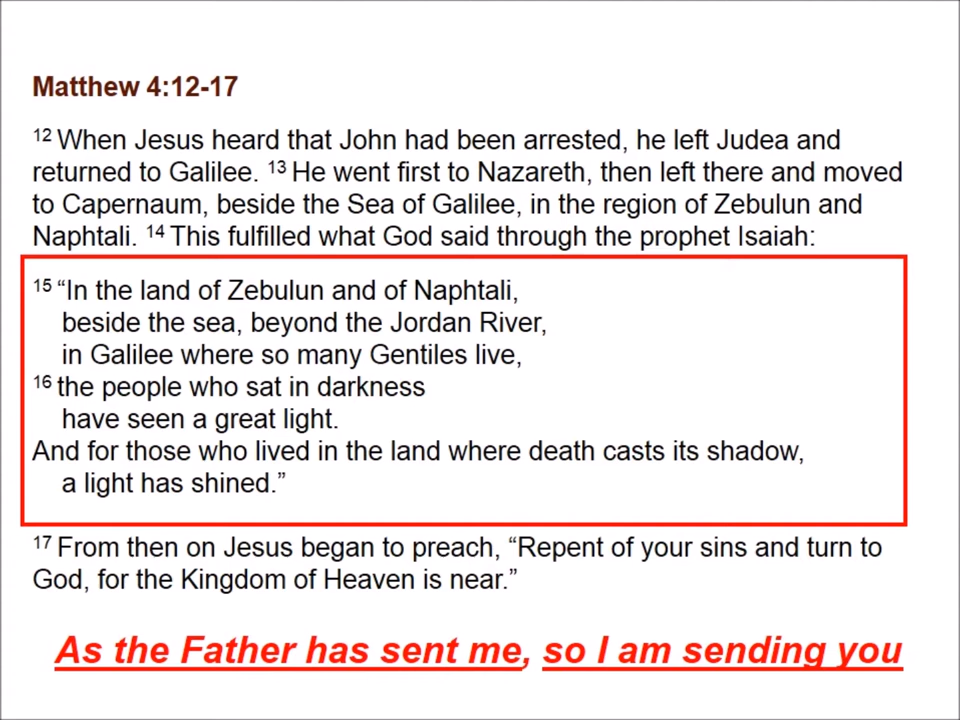 Matthew 4:12-17
12 When Jesus heard that John had been arrested, he left Judea and
returned to Galilee. 13 He went first to Nazareth, then left there and moved
to Capernaum, beside the Sea of Galilee, in the region of Zebulun and
Naphtali. 14 This fulfilled what God said through the prophet Isaiah:
15 “In the land of Zebulun and of Naphtali,
beside the sea, beyond the Jordan River,
in Galilee where so many Gentiles live,
16 the people who sat in darkness
have seen a great light.
And for those who lived in the land where death casts its shadow,
a light has shined.”
17 From then on Jesus began to preach, “Repent of your sins and turn to
God, for the Kingdom of Heaven is near.”
As the Father has sent me, so I am sending you